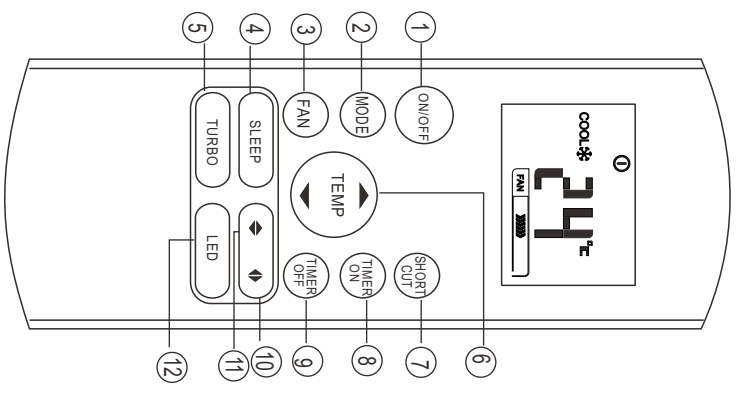 COOL
24°C
FAN
ON/OFF
MODE
FAN
TEMP
SHORT
CUT
TIMER
ON
TIMER
OFF
SLEEP
TURBO
LED
1
2
3
4
5
6
7
8
9
10
11
12